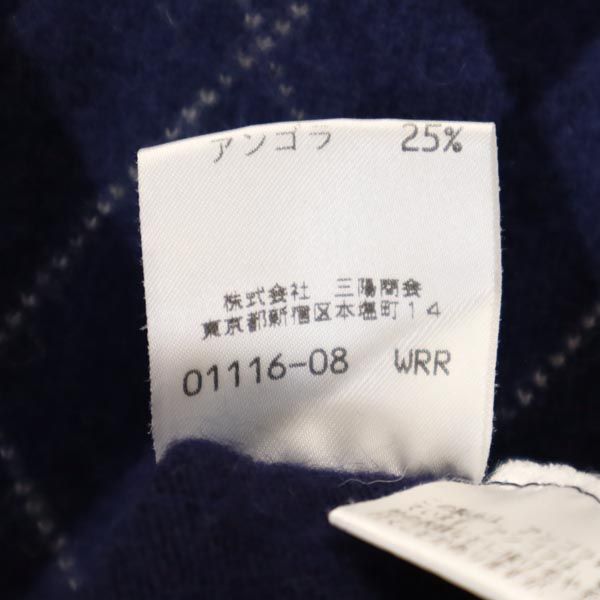 アンゴラ 25%
株式会社 三陽商会
東京都新宿区本塩町14
01116-08 WRR